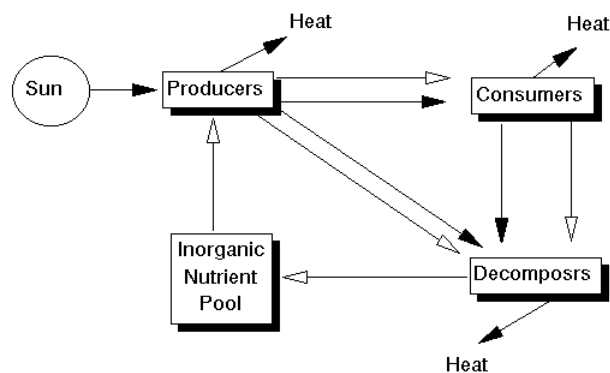 Heat
Heat
Sun
Producers
Consumers
Inorganic
Nutrient
Pool
Decomposrs
Heat